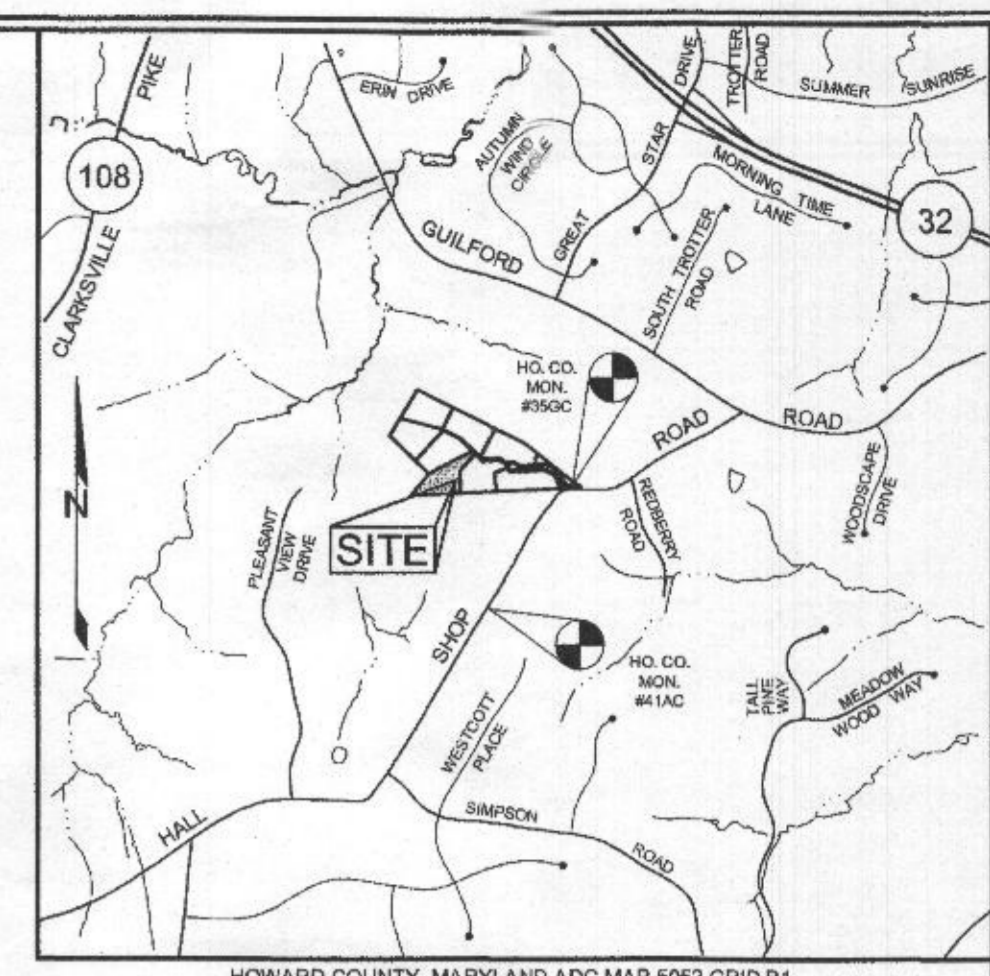 PIKE
108
CLARKSVILLE
ERIN DRIVE
AUTUMN
WIND
CIRCLE
GREAT
STAR
DRIVE
TROTTER
ROAD
SUMMER SUNRISE
MORNING TIME
LANE
32
GUILFORD
SOUTH TROTTER
ROAD
HO. CO.
MON.
#35GC
ROAD
ROAD
REDBERRY
ROAD
WOODSCAPE
DRIVE
N
PLEASANT
VIEW
DRIVE
SITE
SHOP
HO. CO.
MON.
#41AC
WESTCOTT
PLACE
TALL
PINE
WAY
MEADOW
WOOD WAY
HALL
SIMPSON
ROAD
HOWARD COUNTY, MARYLAND ADC MAP 5052 GRID